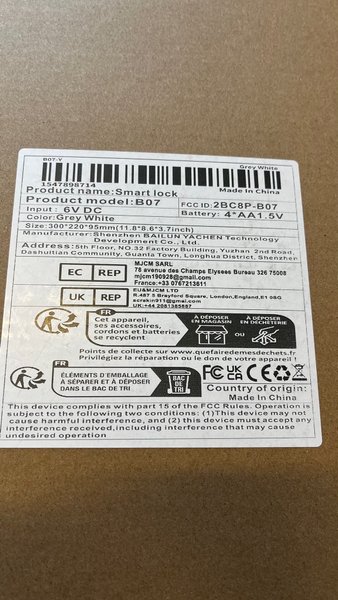 B07-Y
Grey White
1547898714
Made In China
Product name:Smart lock
Product model:B07
FCC ID:2BC8P-B07
Input : 6V DC
Battery: 4*AA1.5V
Color:Grey White
Size:300*220*95mm(11.8*8.6*3.7inch)
Manufacturer:Shenzhen BAILUN YACHEN Technology
Development Co., Ltd.
Address:5th Floor, NO.32 Factory Building, Yuzhan 2nd Road,
Dashuitian Community, Guanla Town, Longhua District, Shenzhen
EC REP
MJCM SARL
78 avenue des Champs Elysees Bureau 326 75008
mjcm190928@gmail.com
France:+33 0767213611
UK REP
EU&MJCM LTD
R.487 5 Brayford Square, London,England,E1 0SG
scrakin911@gmail.com
UK:+44 2081385887
FR
Cet appareil,
ses accessoires,
cordons et batteries
se recyclent
À DÉPOSER
EN MAGASIN
À DÉPOSER
EN DÉCHÈTERIE
Points de collecte sur www.quefairedemesdechets.fr
Privilégiez la réparation ou le don de votre appareil !
FR
ÉLÉMENTS D'EMBALLAGE
À SÉPARER ET À DÉPOSER
DANS LE BAC DE TRI
BAC
DE TRI
FC CE UKCA
Country of origin:
Made In China
This device complies with part 15 of the FCC Rules. Operation is
subject to the following two conditions: (1)This device may not
cause harmful interference, and (2) this device must accept any
interference received,including interference that may cause
undesired operation